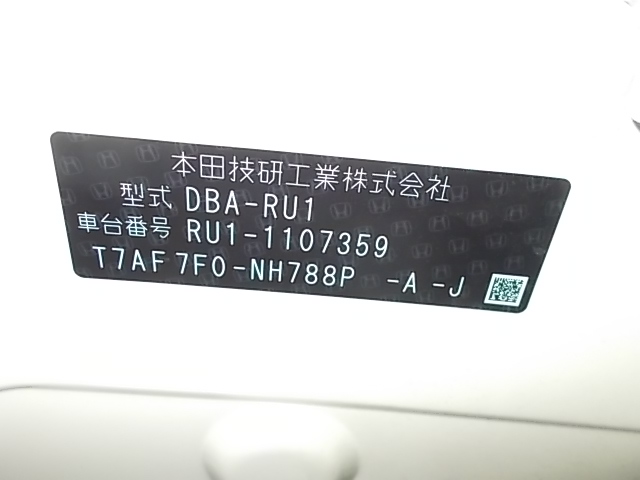 本田技研工業株式会社
型式 DBA-RU1
車台番号 RU1-1107359
T7AF7F0-NH788P -A-J